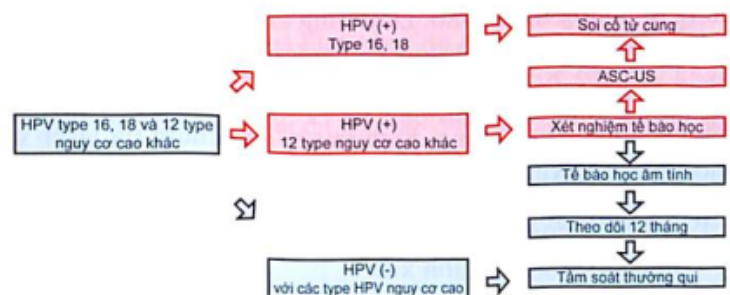 HPV (+)
Type 16, 18
Soi cổ tử cung
ASC-US
HPV type 16, 18 và 12 type
nguy cơ cao khác
HPV (+)
12 type nguy cơ cao khác
Xét nghiệm tế bào học
Tế bào học âm tính
Theo dõi 12 tháng
HPV (-)
với các type HPV nguy cơ cao
Tầm soát thường qui